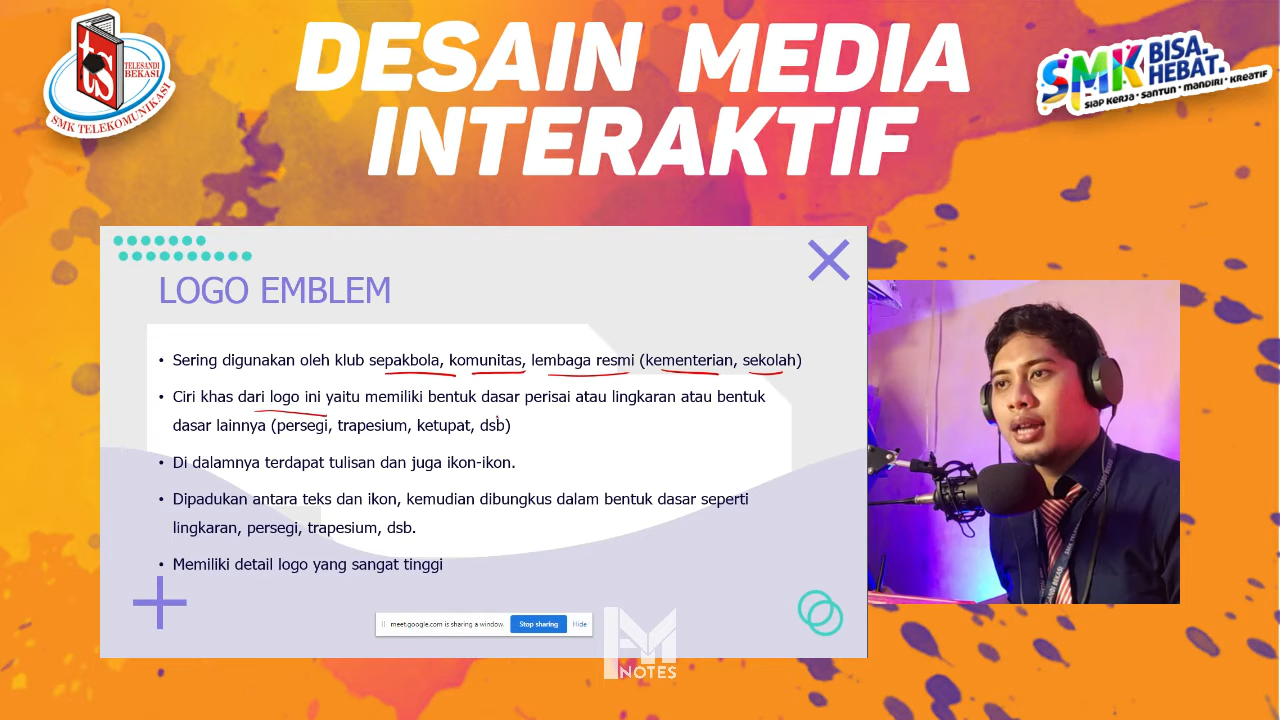 DESAIN MEDIA
INTERAKTIF
ts
TELESANDI
BEKASI
SMK TELEKOMUNIKASI
SMK BISA.
HEBAT.
SIAP KERJA • SANTUN • MANDIRI • KREATIF
LOGO EMBLEM
• Sering digunakan oleh klub sepakbola, komunitas, lembaga resmi (kementerian, sekolah)
• Ciri khas dari logo ini yaitu memiliki bentuk dasar perisai atau lingkaran atau bentuk
dasar lainnya (persegi, trapesium, ketupat, dsb)
• Di dalamnya terdapat tulisan dan juga ikon-ikon.
• Dipadukan antara teks dan ikon, kemudian dibungkus dalam bentuk dasar seperti
lingkaran, persegi, trapesium, dsb.
• Memiliki detail logo yang sangat tinggi
meet.google.com is sharing a window.
Stop sharing
Hide
NOTES